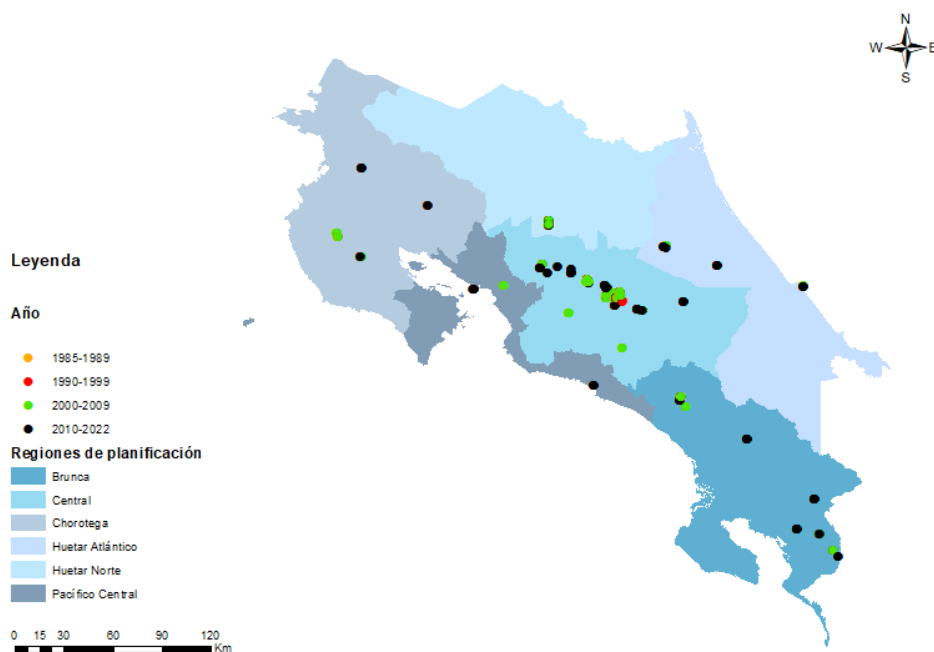 N
W E
S
Leyenda
Año
1985-1989
1990-1999
2000-2009
2010-2022
Regiones de planificación
Brunca
Central
Chorotega
Huetar Atlántico
Huetar Norte
Pacífico Central
0 15 30 60 90 120
Km